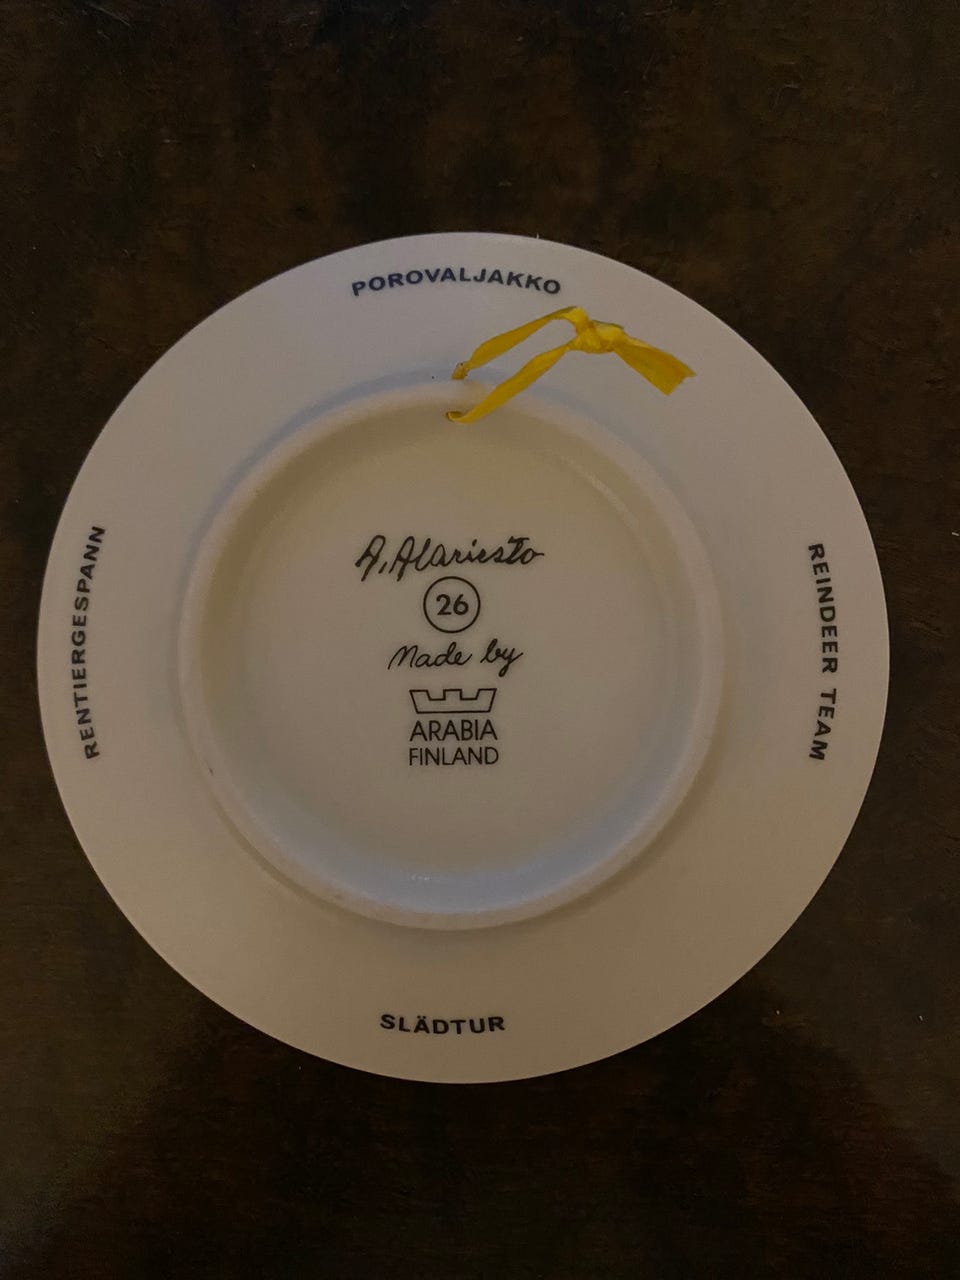 POROVALJAKKO
RENTIERGESPANN
REINDEER TEAM
A. Alariesto
26
Made by
ARABIA
FINLAND
SLÄDTUR